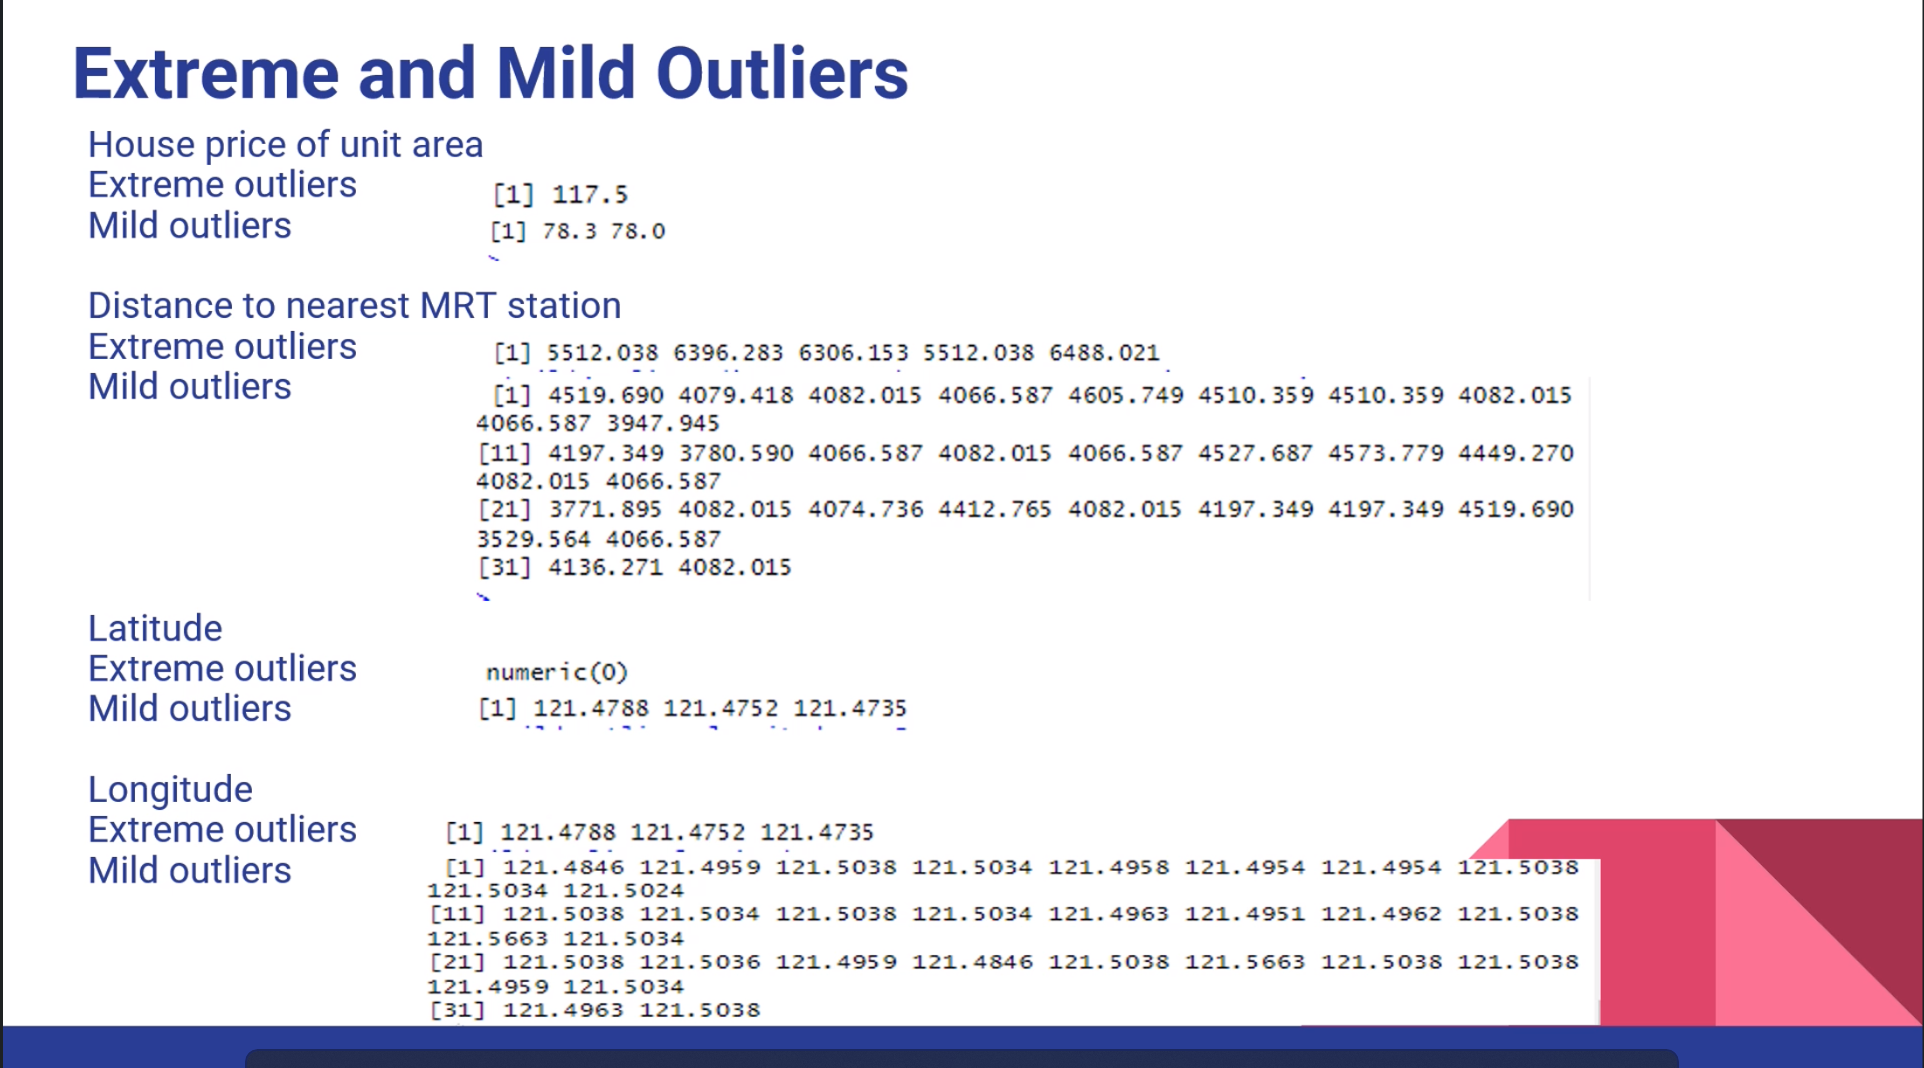 Extreme and Mild Outliers
House price of unit area
Extreme outliers
[1] 117.5
Mild outliers
[1] 78.3 78.0
Distance to nearest MRT station
Extreme outliers
[1] 5512.038 6396.283 6306.153 5512.038 6488.021
Mild outliers
[1] 4519.690 4079.418 4082.015 4066.587 4605.749 4510.359 4510.359 4082.015
4066.587 3947.945
[11] 4197.349 3780.590 4066.587 4082.015 4066.587 4527.687 4573.779 4449.270
4082.015 4066.587
[21] 3771.895 4082.015 4074.736 4412.765 4082.015 4197.349 4197.349 4519.690
3529.564 4066.587
[31] 4136.271 4082.015
Latitude
Extreme outliers
numeric(0)
Mild outliers
[1] 121.4788 121.4752 121.4735
Longitude
Extreme outliers
[1] 121.4788 121.4752 121.4735
Mild outliers
[1] 121.4846 121.4959 121.5038 121.5034 121.4958 121.4954 121.4954 121.5038
121.5034 121.5024
[11] 121.5038 121.5034 121.5038 121.5034 121.4963 121.4951 121.4962 121.5038
121.5663 121.5034
[21] 121.5038 121.5036 121.4959 121.4846 121.5038 121.5663 121.5038 121.5038
121.4959 121.5034
[31] 121.4963 121.5038